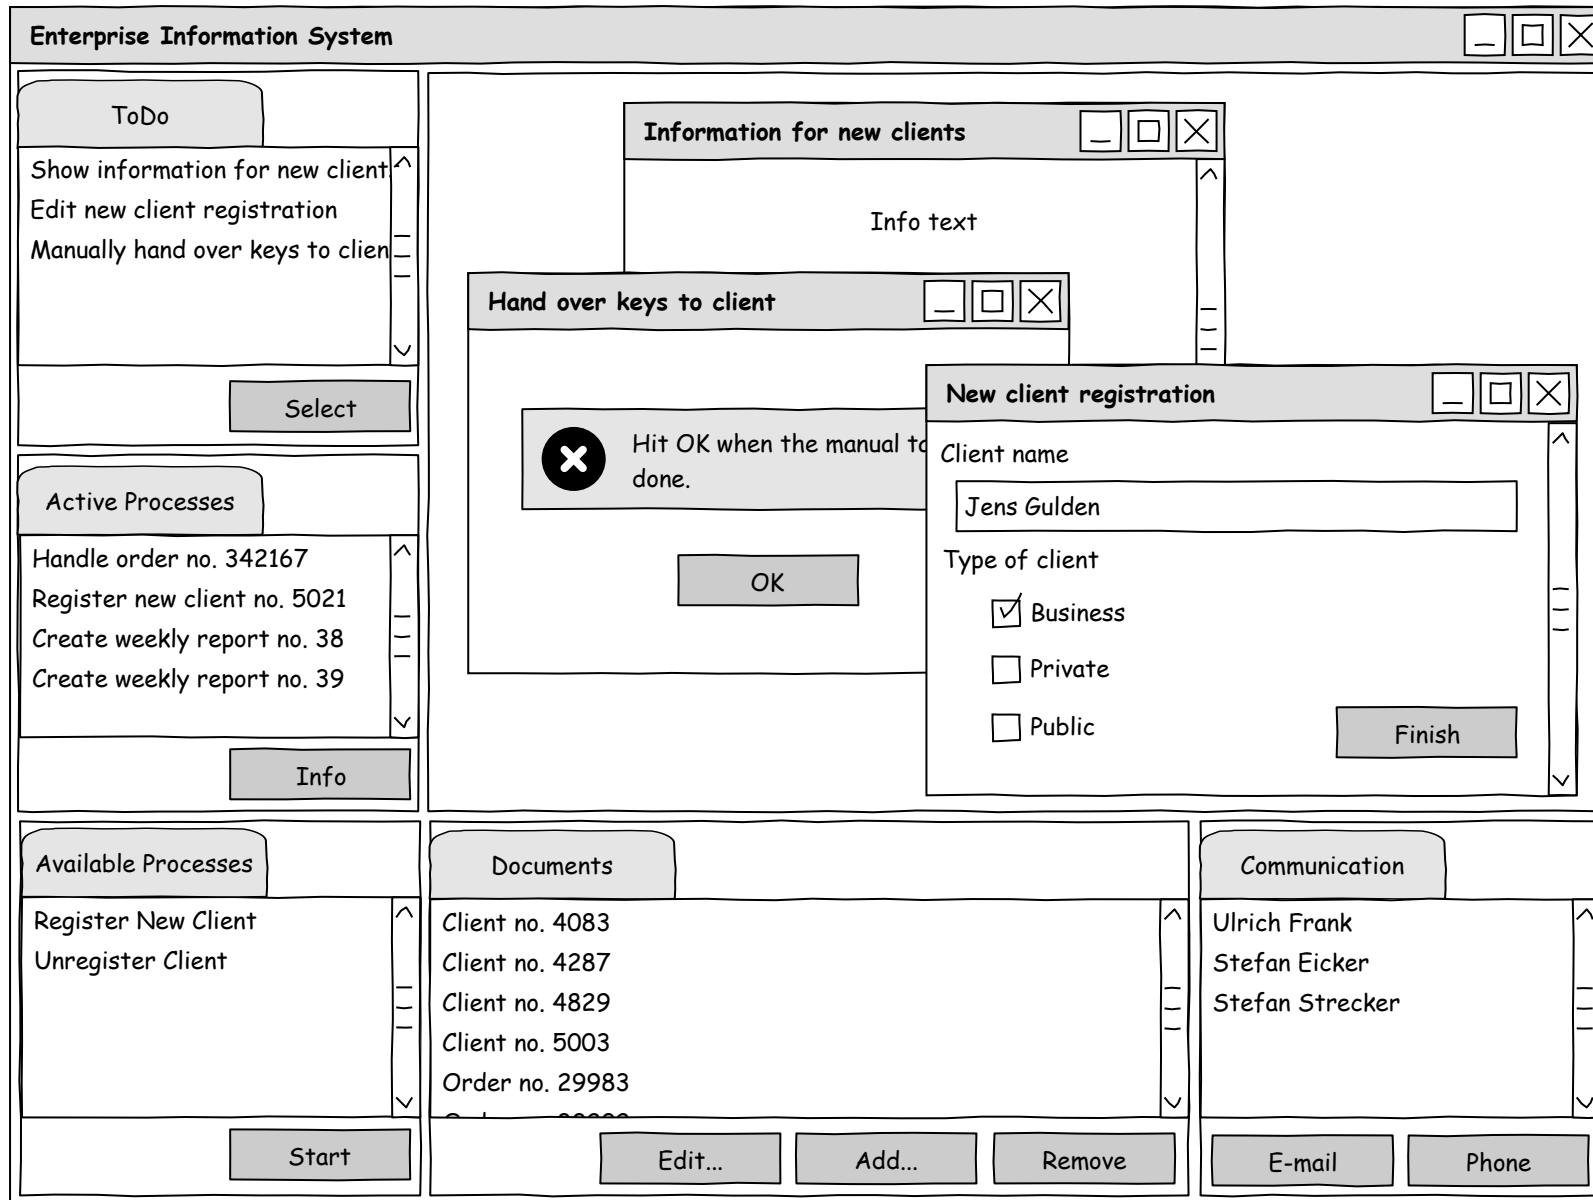 Enterprise Information System
ToDo
Show information for new client
Edit new client registration
Manually hand over keys to clien
Select
Active Processes
Handle order no. 342167
Register new client no. 5021
Create weekly report no. 38
Create weekly report no. 39
Info
Information for new clients
Info text
Hand over keys to client
Hit OK when the manual
done.
OK
New client registration
Client name
Jens Gulden
Type of client
Business
Private
Public
Finish
Available Processes
Register New Client
Unregister Client
Start
Documents
Client no. 4083
Client no. 4287
Client no. 4829
Client no. 5003
Order no. 29983
Edit...
Add...
Remove
Communication
Ulrich Frank
Stefan Eicker
Stefan Strecker
E-mail
Phone